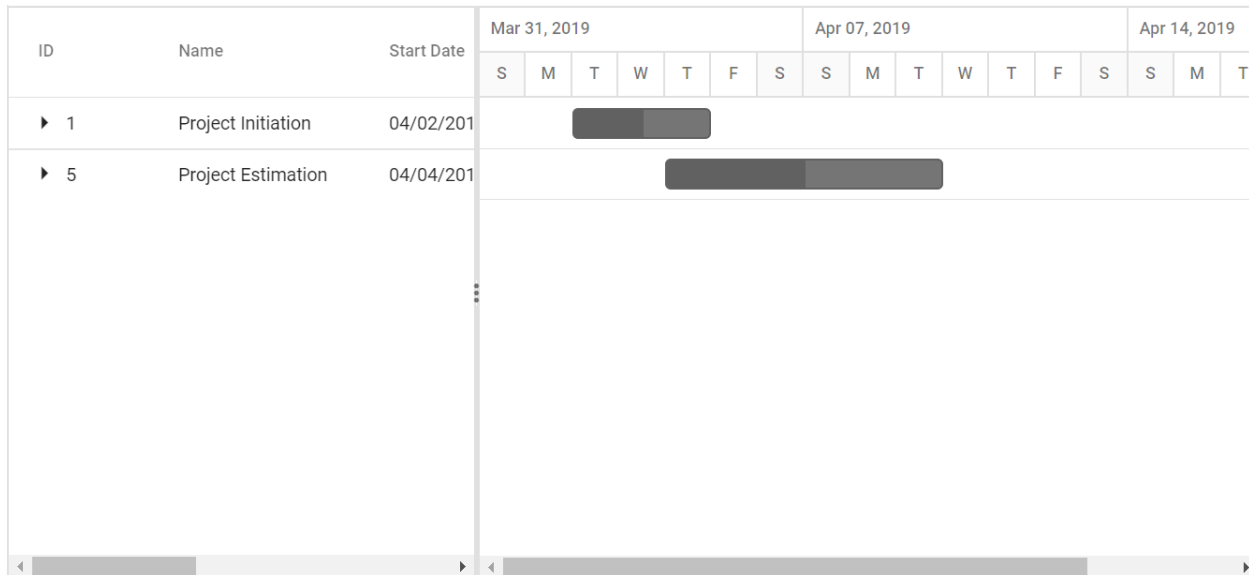 ID Name Start Date Mar 31, 2019 Apr 07, 2019 Apr 14, 2019
S M T W T F S S M T W T F S S M T
1 Project Initiation 04/02/201
5 Project Estimation 04/04/201